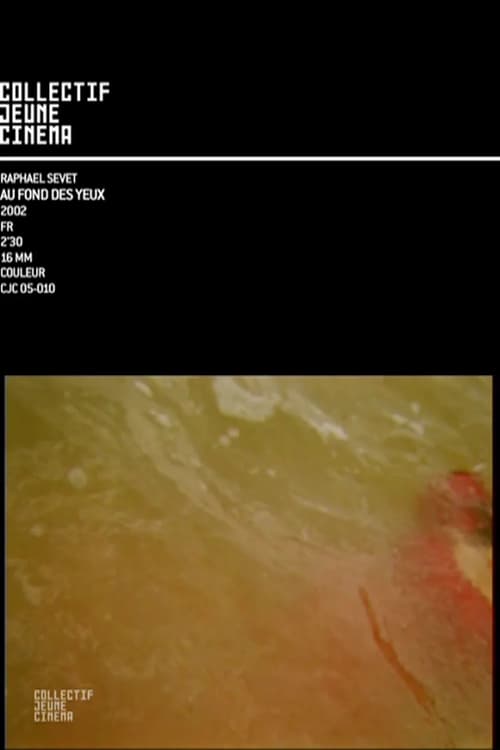 COLLECTIF
JEUNE
CINEMA
RAPHAEL SEVET
AU FOND DES YEUX
2002
FR
2'30
16 MM
COULEUR
CJC 05-010
COLLECTIF
JEUNE
CINEMA